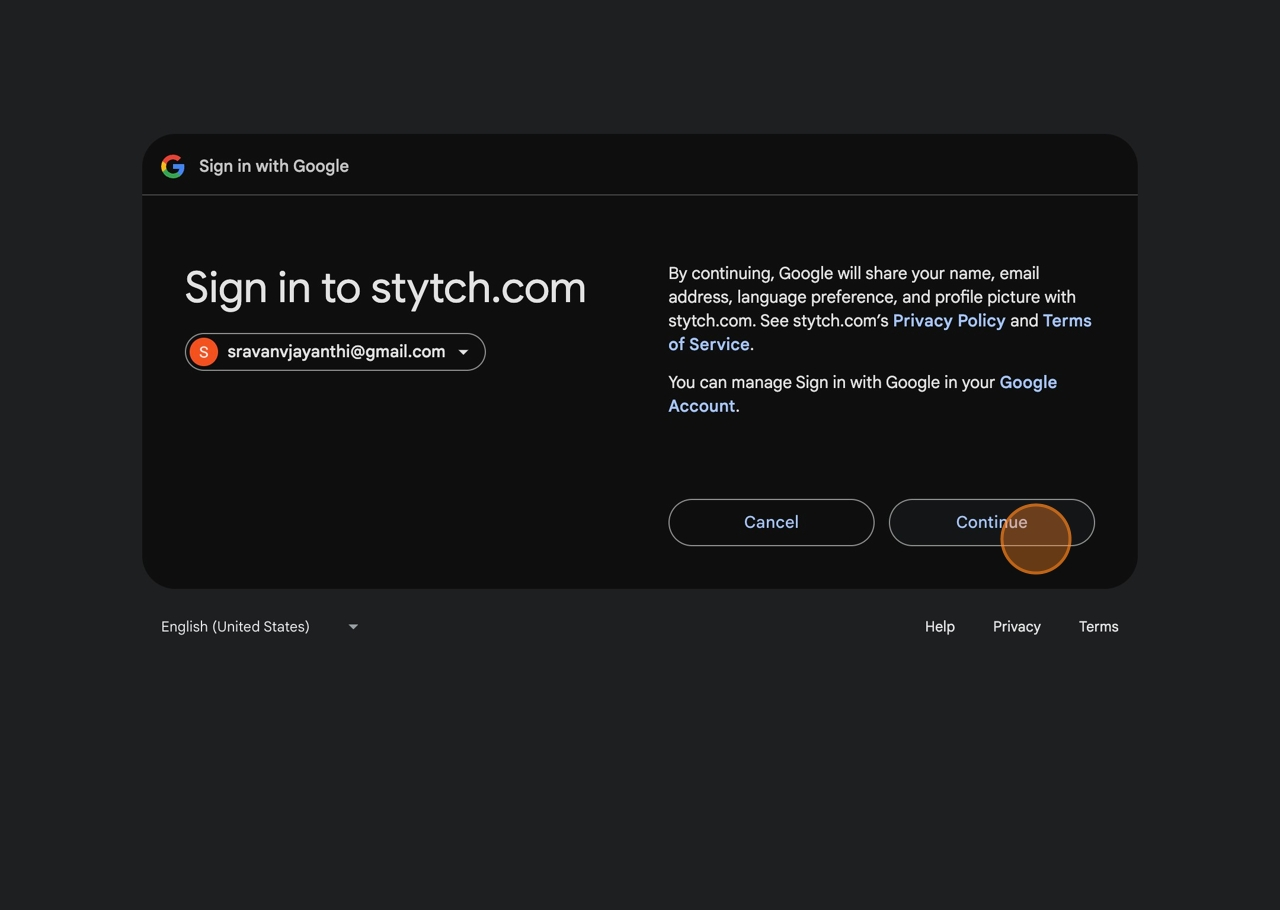 Sign in with Google
Sign in to stytch.com
S
sravanvjayanthi@gmail.com
By continuing, Google will share your name, email
address, language preference, and profile picture with
stytch.com. See stytch.com’s Privacy Policy and Terms
of Service.
You can manage Sign in with Google in your Google
Account.
Cancel
Continue
English (United States)
Help
Privacy
Terms